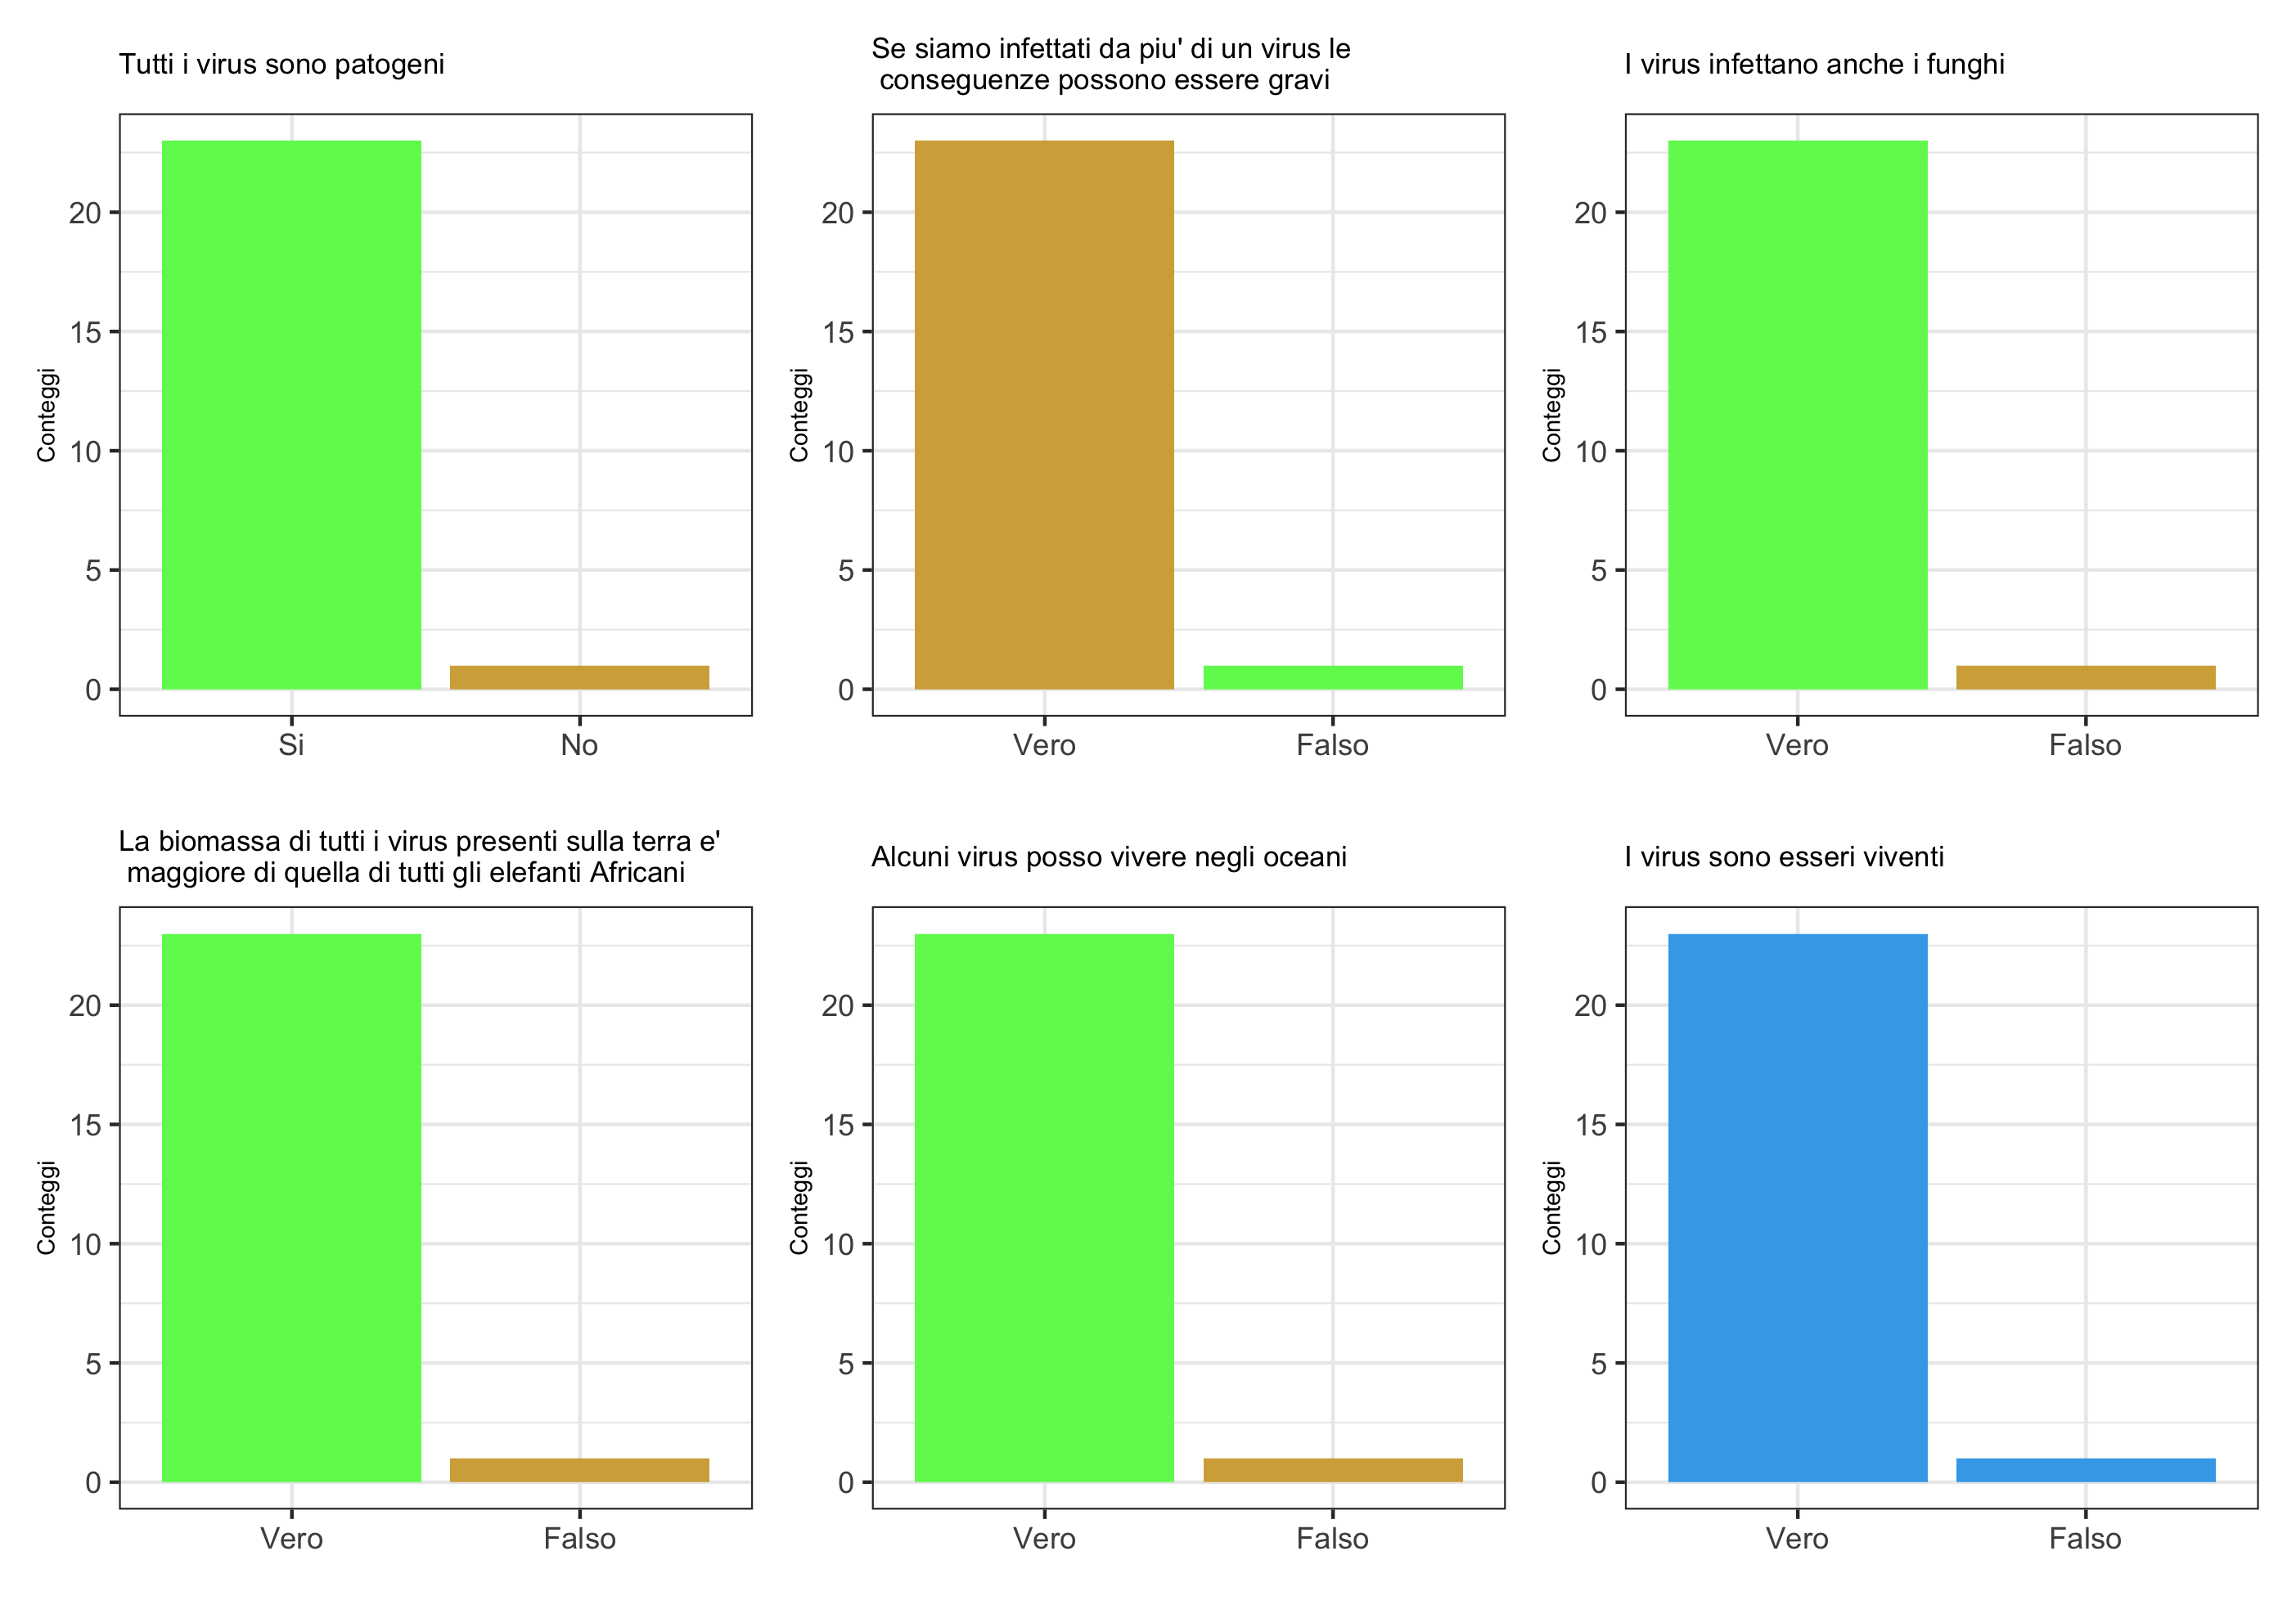 Tutti i virus sono patogeni
Conteggi
20
15
10
5
0
Si No
Se siamo infettati da piu' di un virus le
conseguenze possono essere gravi
Conteggi
20
15
10
5
0
Vero Falso
I virus infettano anche i funghi
Conteggi
20
15
10
5
0
Vero Falso
La biomassa di tutti i virus presenti sulla terra e'
maggiore di quella di tutti gli elefanti Africani
Conteggi
20
15
10
5
0
Vero Falso
Alcuni virus posso vivere negli oceani
Conteggi
20
15
10
5
0
Vero Falso
I virus sono esseri viventi
Conteggi
20
15
10
5
0
Vero Falso